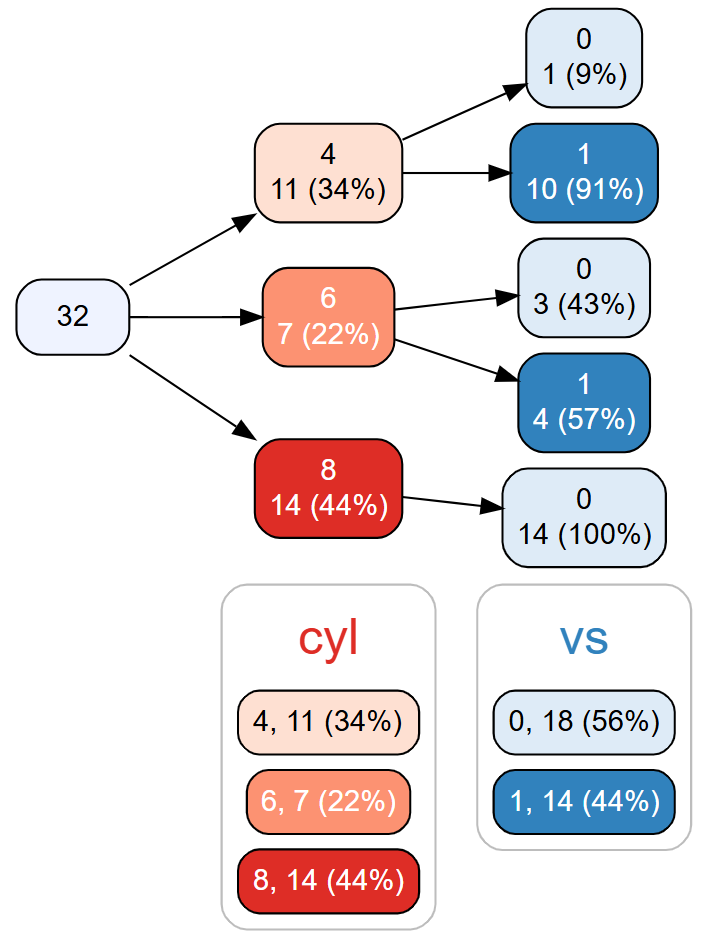 0
1 (9%)
4
11 (34%)
1
10 (91%)
0
3 (43%)
6
7 (22%)
32
1
4 (57%)
8
14 (44%)
0
14 (100%)
cyl
4, 11 (34%)
6, 7 (22%)
8, 14 (44%)
vs
0, 18 (56%)
1, 14 (44%)